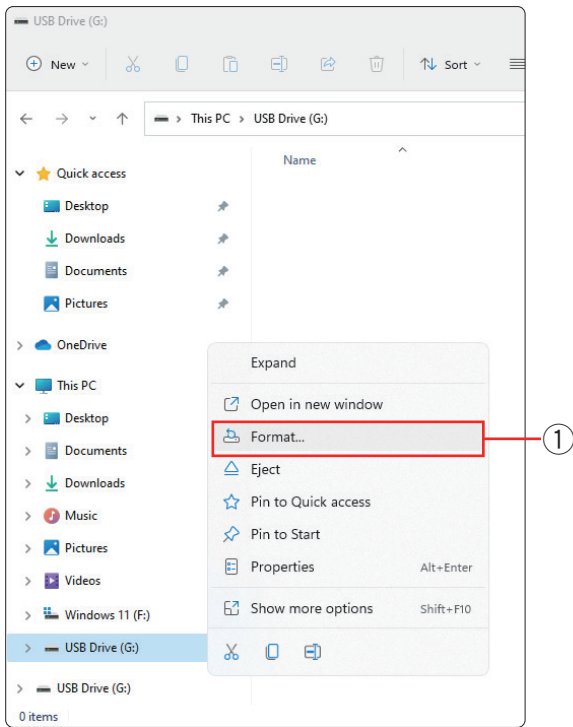 USB Drive (G:)
New
Sort
This PC > USB Drive (G:)
Name
Quick access
Desktop
Downloads
Documents
Pictures
OneDrive
This PC
Desktop
Documents
Downloads
Music
Pictures
Videos
Windows 11 (F:)
USB Drive (G:)
USB Drive (G:)
0 items
Expand
Open in new window
Format...
Eject
Pin to Quick access
Pin to Start
Properties Alt+Enter
Show more options Shift+F10
①